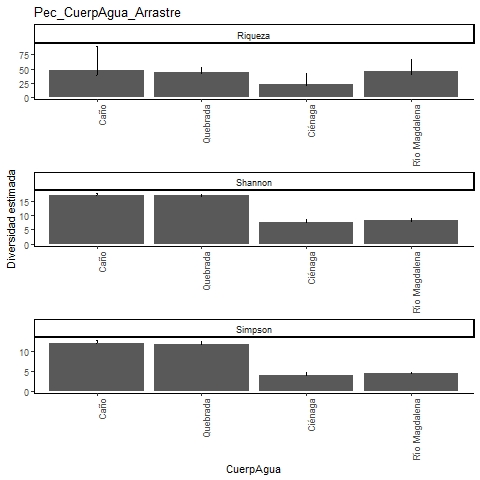 Pec_CuerpAgua_Arrastre
Riqueza
75
50
25
0
Caño
Quebrada
Ciénaga
Río Magdalena
Diversidad estimada
Shannon
15
10
5
0
Caño
Quebrada
Ciénaga
Río Magdalena
Simpson
10
5
0
Caño
Quebrada
Ciénaga
Río Magdalena
CuerpAgua